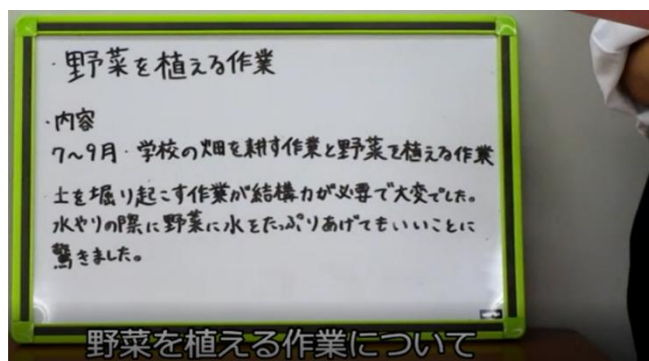 ・野菜を植える作業
・内容
7～9月・学校の畑を耕す作業と野菜を植える作業
土を堀り起こす作業が結構力が必要で大変でした。
水やりの際に野菜に水をたっぷりあげてもいいことに
驚きました。
野菜を植える作業について